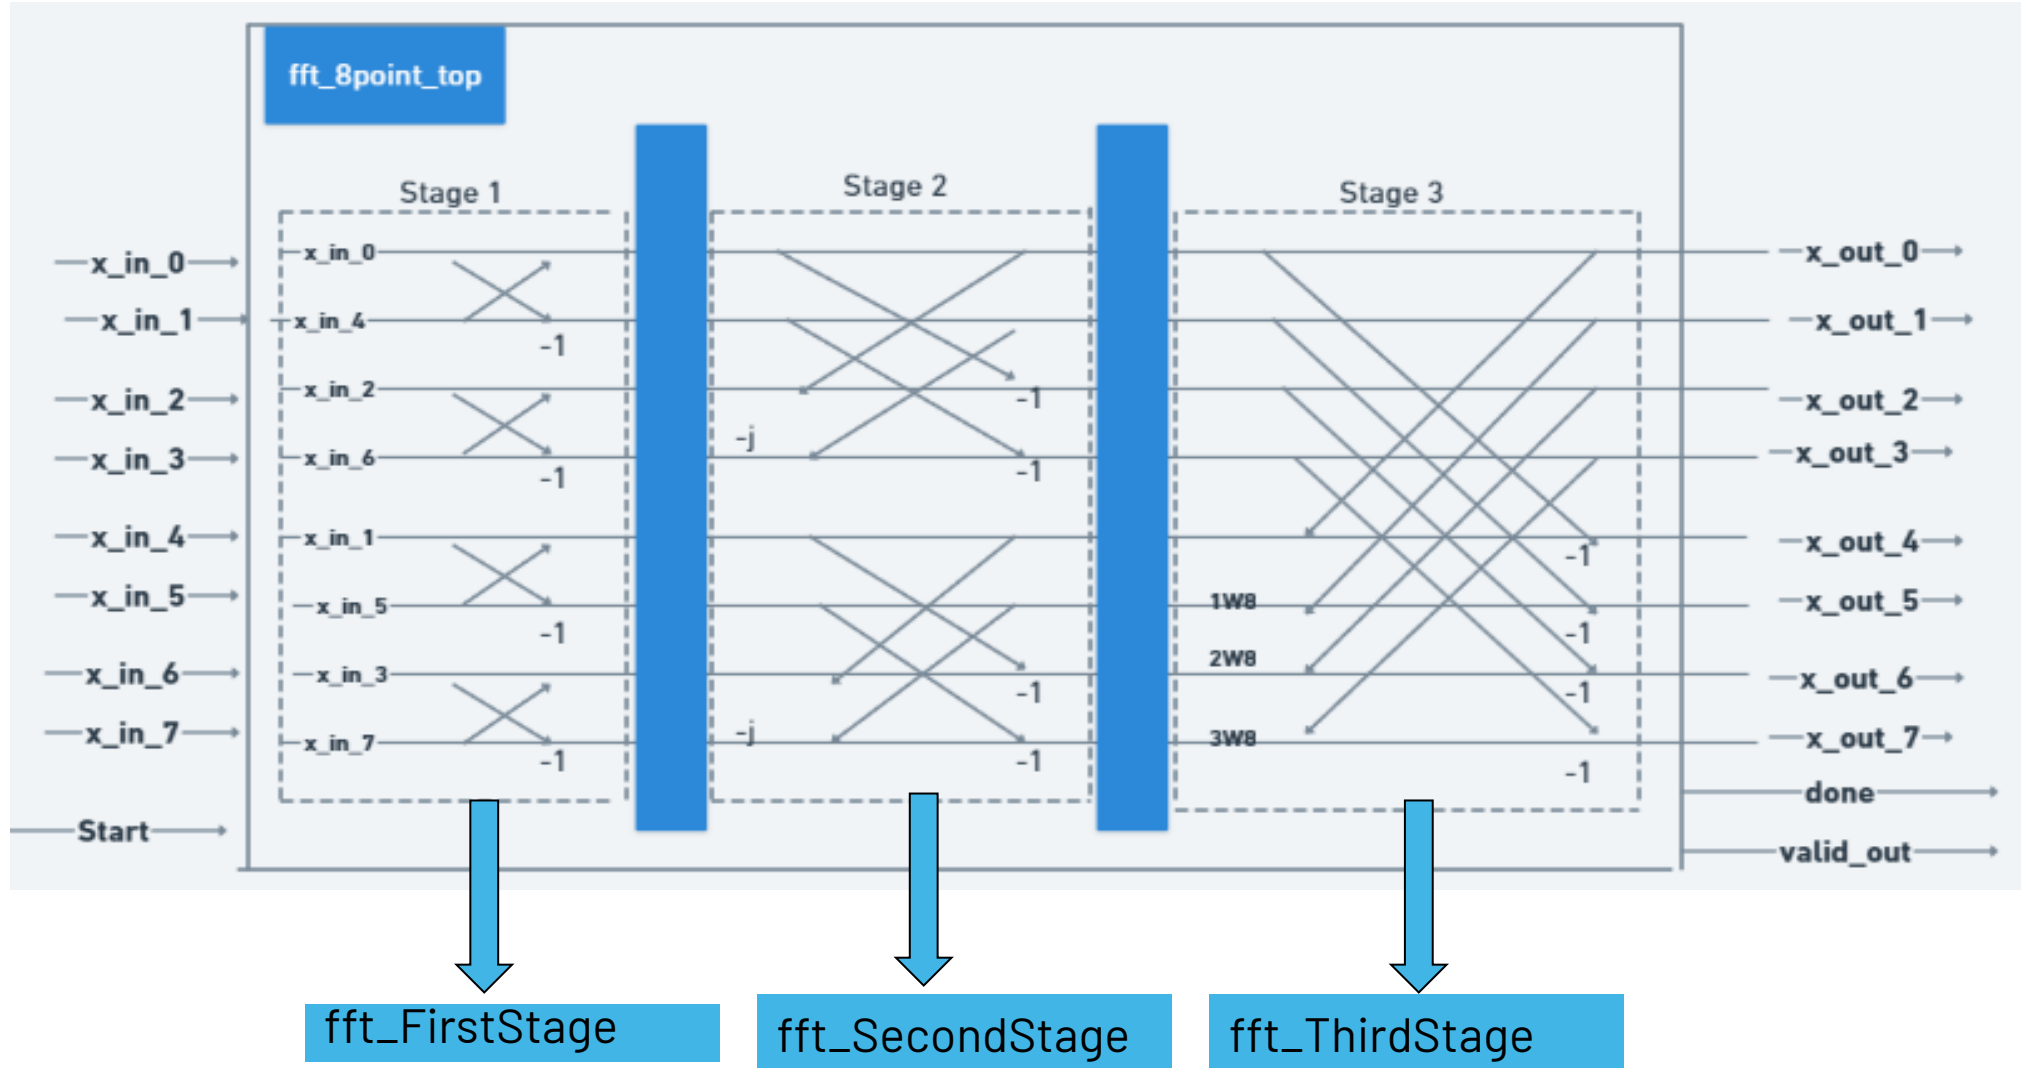 fft_8point_top
Stage 1
Stage 2
Stage 3
x_in_0
x_in_1
x_in_2
x_in_3
x_in_4
x_in_5
x_in_6
x_in_7
Start
x_in_0
x_in_4
-1
x_in_2
x_in_6
-1
x_in_1
x_in_5
-1
x_in_3
x_in_7
-1
-1
-j
-1
-1
-j
-1
1W8
2W8
3W8
-1
-1
-1
-1
x_out_0
x_out_1
x_out_2
x_out_3
x_out_4
x_out_5
x_out_6
x_out_7
done
valid_out
fft_FirstStage
fft_SecondStage
fft_ThirdStage